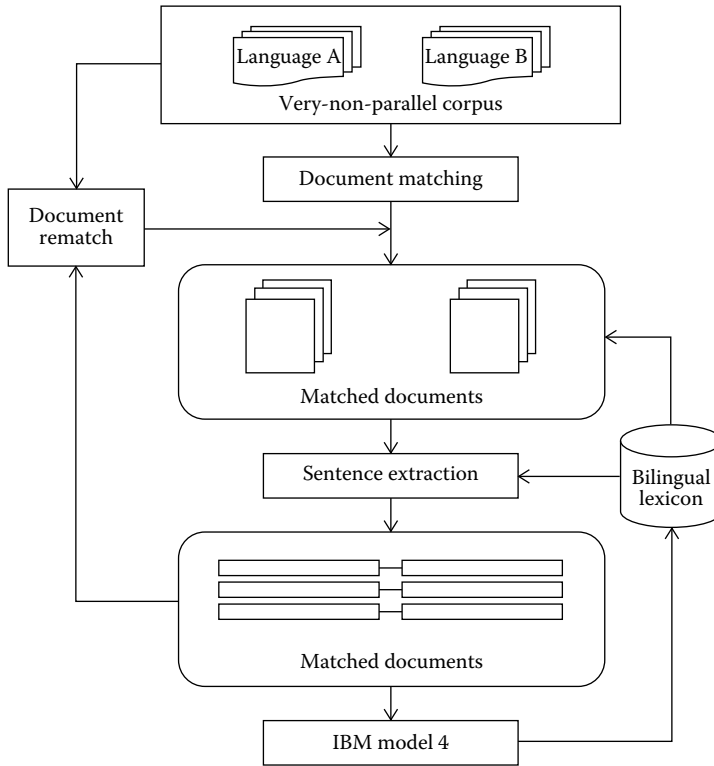 Language A
Language B
Very-non-parallel corpus
Document matching
Document
rematch
Matched documents
Sentence extraction
Bilingual
lexicon
Matched documents
IBM model 4